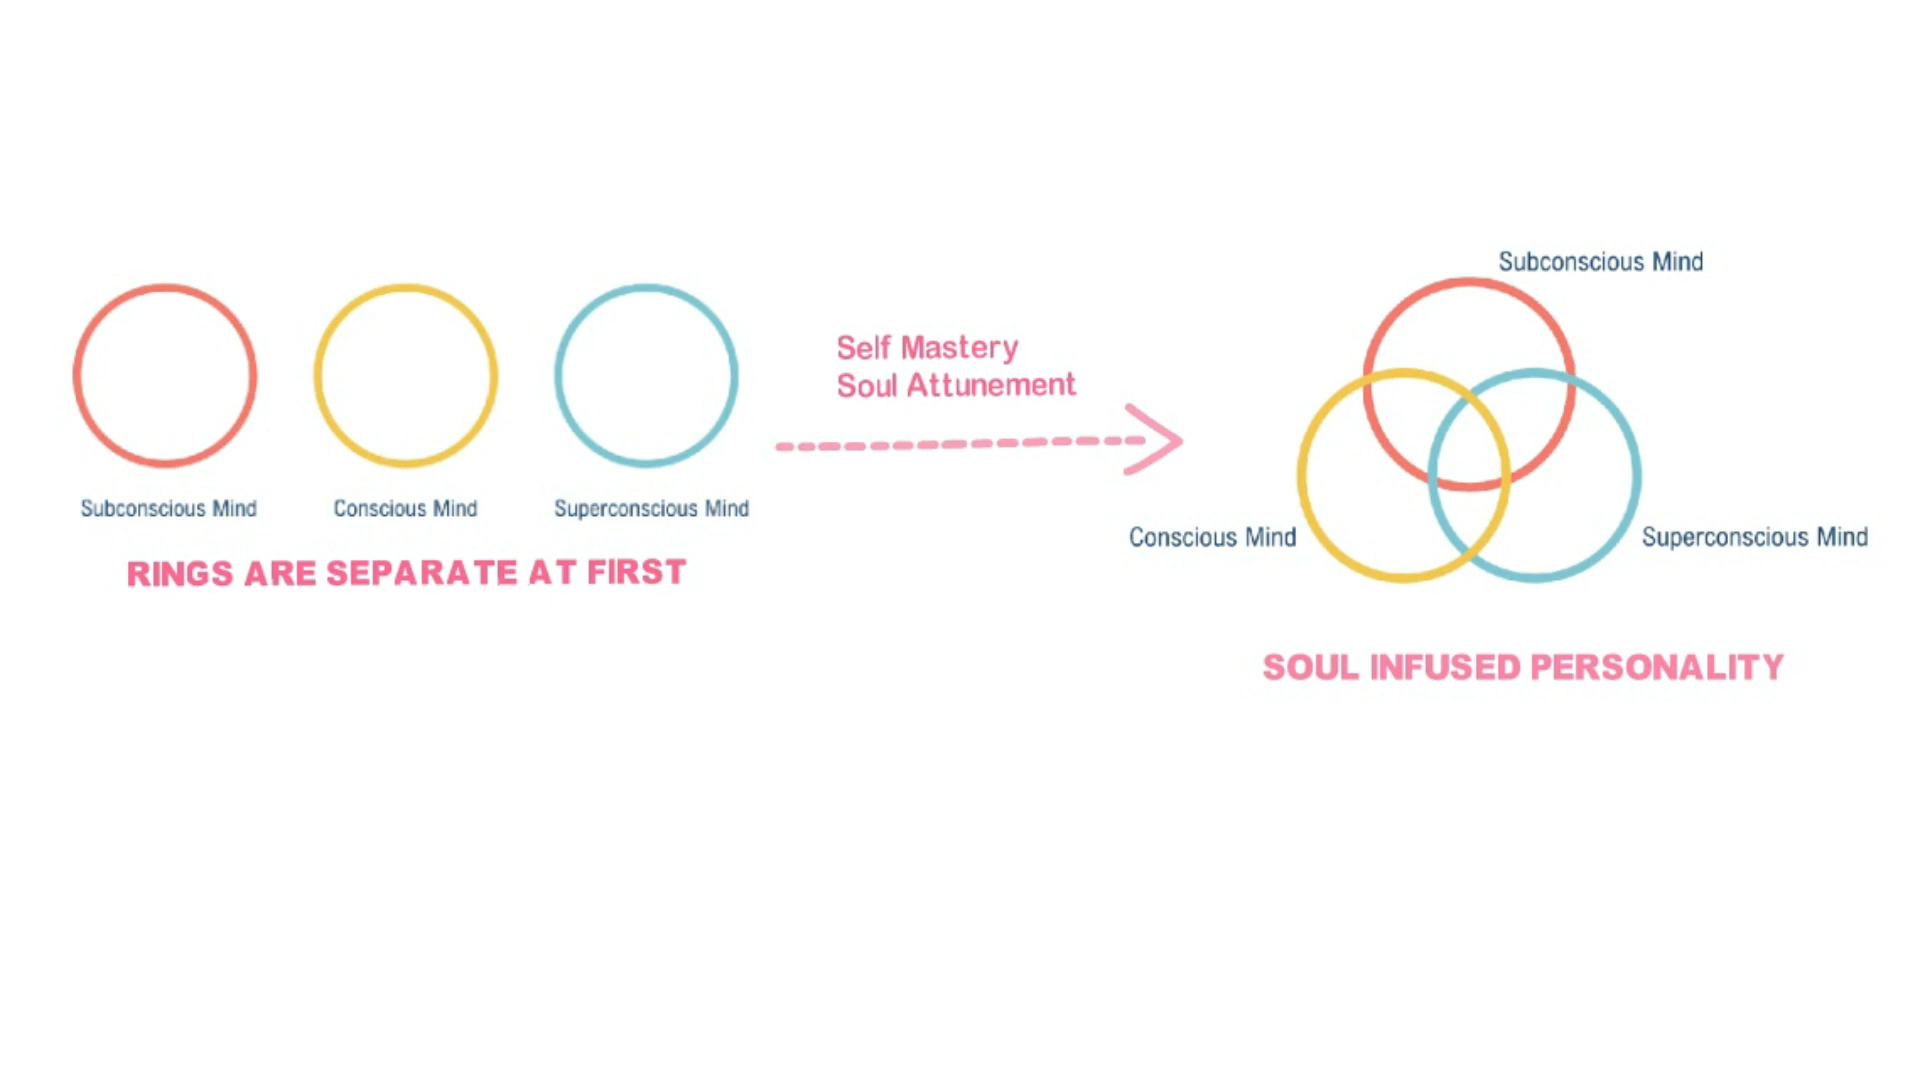 Subconscious Mind
Conscious Mind
Superconscious Mind
RINGS ARE SEPARATE AT FIRST
Self Mastery
Soul Attunement
Subconscious Mind
Conscious Mind
Superconscious Mind
SOUL INFUSED PERSONALITY